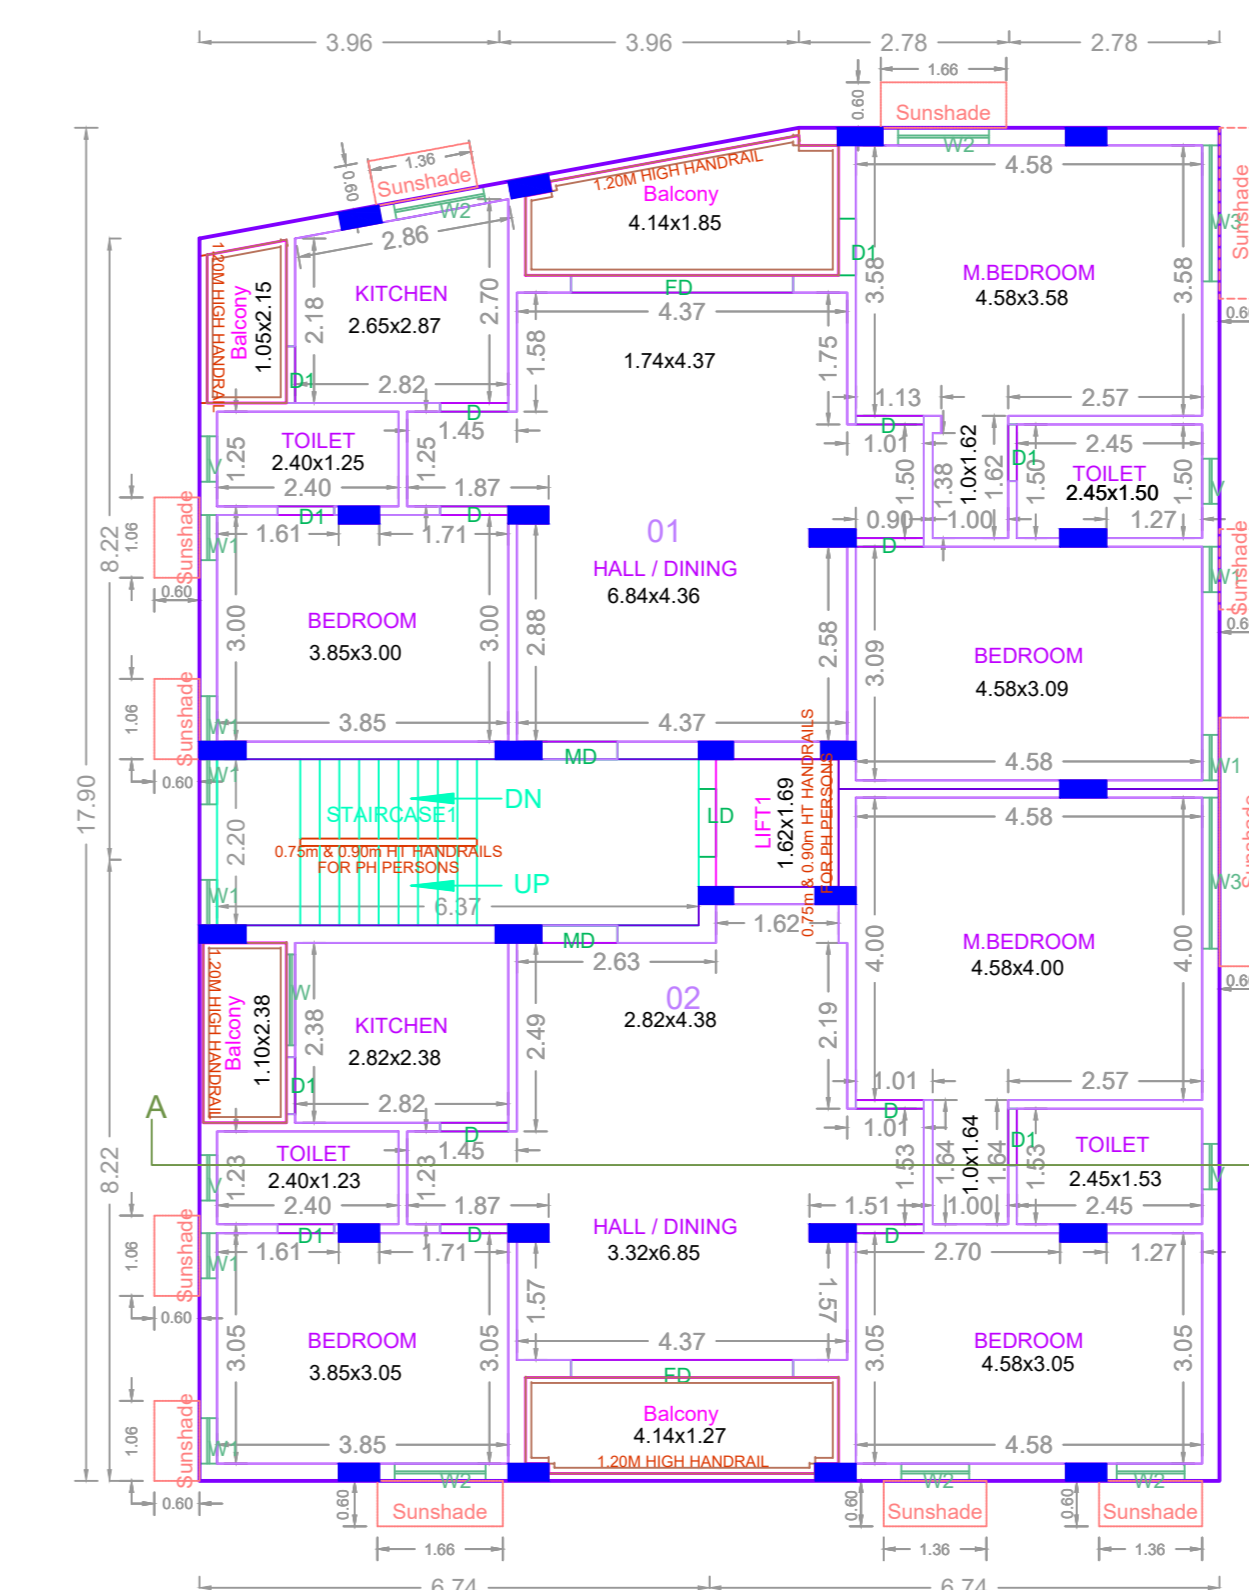 3.96
3.96
2.78
2.78
1.66
0.60
Sunshade
W2
1.36
0.60
Sunshade
W2
2.86
1.20M HIGH HANDRAIL
Balcony
4.14x1.85
D1
FD
4.58
3.58
3.58
M.BEDROOM
4.58x3.58
W3
Sunshade
1.20M HIGH HANDRAIL
Balcony
1.05x2.15
D1
2.18
KITCHEN
2.65x2.87
2.70
2.82
D
4.37
1.58
1.74x4.37
1.75
1.13
2.57
TOILET
2.40x1.25
1.25
2.40
V
1.45
1.25
1.87
D
1.01
1.50
1.38
1.0x1.62
1.62
D1
1.50
2.45
TOILET
2.45x1.50
1.50
V
0.90
1.00
1.27
D
8.22
1.06
Sunshade
0.60
W1
D1
1.61
1.71
D
01
HALL / DINING
6.84x4.36
3.00
BEDROOM
3.85x3.00
3.00
2.88
2.58
3.09
BEDROOM
4.58x3.09
W1
Sunshade
1.06
Sunshade
0.60
W1
3.85
4.37
4.58
W1
17.90
W1
MD
STAIRCASE1
DN
0.75m & 0.90m HT HANDRAILS
FOR PH PERSONS
UP
2.20
6.37
W1
LD
LIFT1
1.62x1.69
0.75m & 0.90m HT HANDRAILS
FOR PH PERSONS
1.62
4.58
4.00
M.BEDROOM
4.58x4.00
4.00
W3
Sunshade
MD
2.63
02
2.82x4.38
1.20M HIGH HANDRAIL
Balcony
1.10x2.38
W
D1
2.38
KITCHEN
2.82x2.38
2.82
D
2.49
2.19
1.01
2.57
A
8.22
TOILET
2.40x1.23
1.23
2.40
V
1.45
1.23
1.87
D
1.01
1.53
1.64
1.0x1.64
1.64
D1
1.53
TOILET
2.45x1.53
2.45
V
1.51
1.00
1.06
Sunshade
0.60
W1
D1
1.61
1.71
D
HALL / DINING
3.32x6.85
D
2.70
1.27
3.05
BEDROOM
3.85x3.05
3.05
1.57
1.57
4.37
FD
3.05
BEDROOM
4.58x3.05
3.05
1.06
Sunshade
0.60
W1
3.85
Balcony
4.14x1.27
1.20M HIGH HANDRAIL
4.58
W2
W2
W2
0.60
Sunshade
1.66
0.60
Sunshade
1.36
0.60
Sunshade
1.36
6.74
6.74